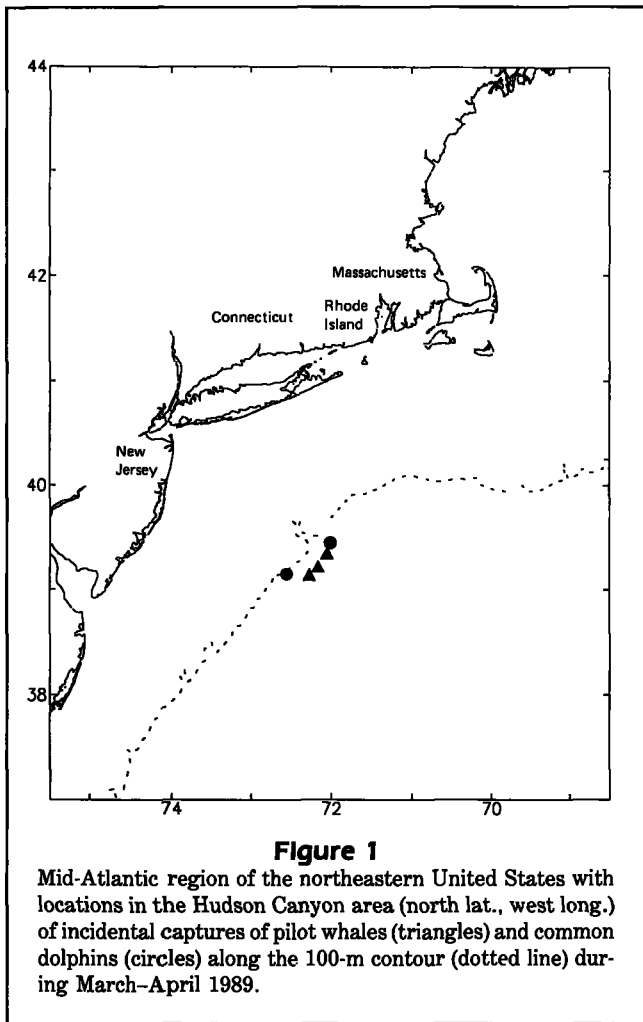 44
42
Massachusetts
Rhode
Island
Connecticut
New
Jersey
40
38
74
72
70
Figure 1
Mid-Atlantic region of the northeastern United States with
locations in the Hudson Canyon area (north lat., west long.)
of incidental captures of pilot whales (triangles) and common
dolphins (circles) along the 100-m contour (dotted line) dur-
ing March–April 1989.